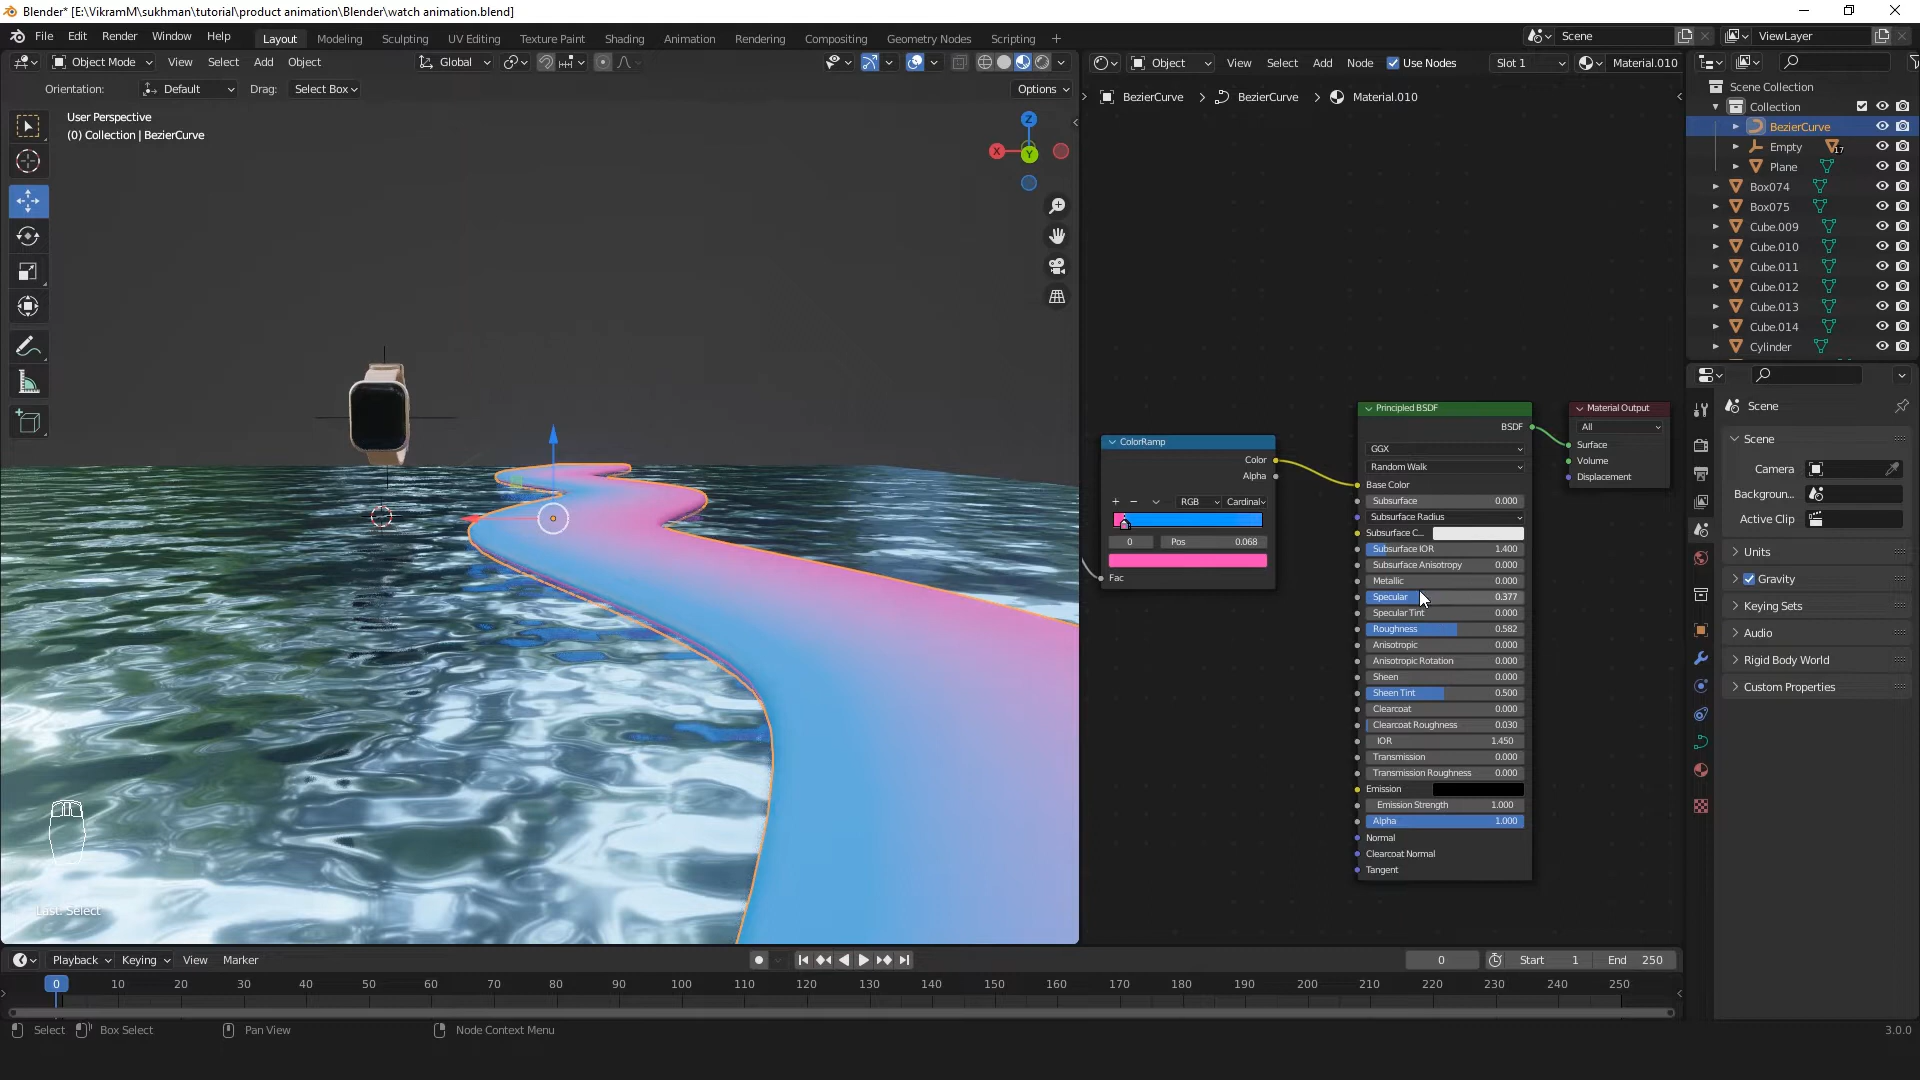 Blender* [E:\VikramM\sukhman\tutorial\product animation\Blender\watch animation.blend]
File Edit Render Window Help Layout Modeling Sculpting UV Editing Texture Paint Shading Animation Rendering Compositing Geometry Nodes Scripting + Scene ViewLayer
Object Mode View Select Add Object Global Object View Select Add Node Use Nodes Slot 1 Material.010
Orientation: Default Drag: Select Box Options BezierCurve BezierCurve Material.010
User Perspective
(0) Collection | BezierCurve
Z
X
Y
Scene Collection
Collection
BezierCurve
Empty 17
Plane
Box074
Box075
Cube.009
Cube.010
Cube.011
Cube.012
Cube.013
Cube.014
Cylinder
ColorRamp
Color
Alpha
RGB Cardinal
0 Pos 0.068
Fac
Principled BSDF
BSDF
GGX
Random Walk
Base Color
Subsurface 0.000
Subsurface Radius
Subsurface C...
Subsurface IOR 1.400
Subsurface Anisotropy 0.000
Metallic 0.000
Specular 0.377
Specular Tint 0.000
Roughness 0.582
Anisotropic 0.000
Anisotropic Rotation 0.000
Sheen 0.000
Sheen Tint 0.500
Clearcoat 0.000
Clearcoat Roughness 0.030
IOR 1.450
Transmission 0.000
Transmission Roughness 0.000
Emission
Emission Strength 1.000
Alpha 1.000
Normal
Clearcoat Normal
Tangent
Material Output
All
Surface
Volume
Displacement
Scene
Scene
Camera
Backgroun...
Active Clip
Units
Gravity
Keying Sets
Audio
Rigid Body World
Custom Properties
Last: Select
Playback Keying View Marker 0 Start 1 End 250
0 10 20 30 40 50 60 70 80 90 100 110 120 130 140 150 160 170 180 190 200 210 220 230 240 250
Select Box Select Pan View Node Context Menu 3.0.0